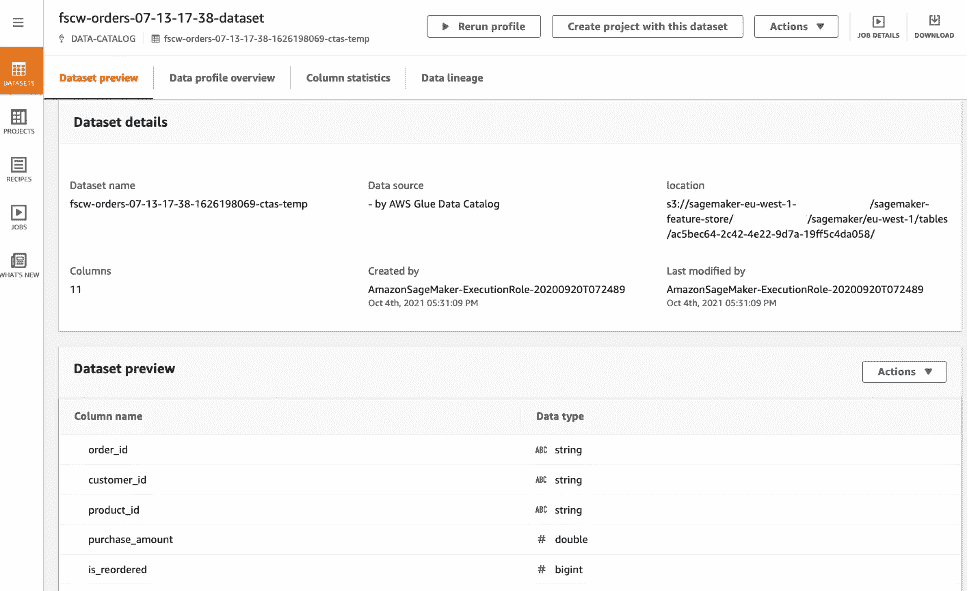 fscw-orders-07-13-17-38-dataset
DATA-CATALOG fscw-orders-07-13-17-38-1626198069-ctas-temp
Rerun profile
Create project with this dataset
Actions
JOB DETAILS
DOWNLOAD
DATASETS
PROJECTS
RECIPES
JOBS
WHAT'S NEW
Dataset preview
Data profile overview
Column statistics
Data lineage
Dataset details
Dataset name
fscw-orders-07-13-17-38-1626198069-ctas-temp
Data source
- by AWS Glue Data Catalog
location
s3://sagemaker-eu-west-1- /sagemaker-
feature-store/ /sagemaker/eu-west-1/tables
/ac5bec64-2c42-4e22-9d7a-19ff5c4da058/
Columns
11
Created by
AmazonSageMaker-ExecutionRole-20200920T072489
Oct 4th, 2021 05:31:09 PM
Last modified by
AmazonSageMaker-ExecutionRole-20200920T072489
Oct 4th, 2021 05:31:09 PM
Dataset preview
Actions
Column name Data type
order_id ABC string
customer_id ABC string
product_id ABC string
purchase_amount # double
is_reordered # bigint